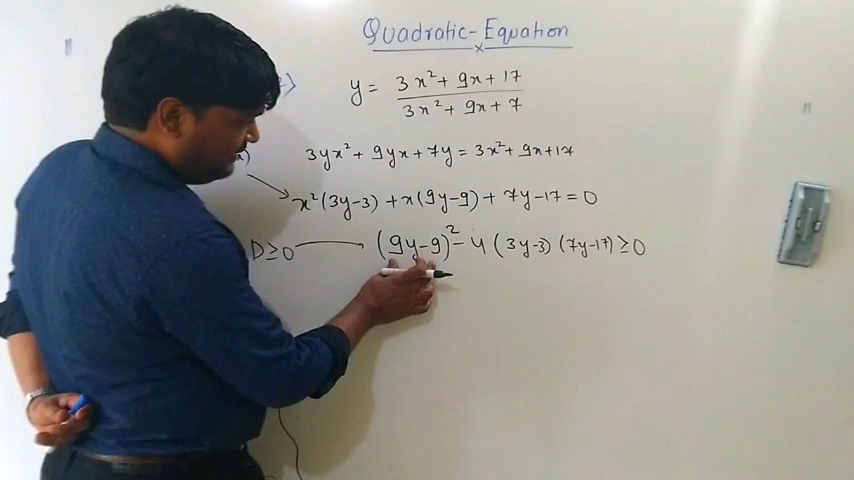 Quadratic-Equation
y = (3x²+9x+17)/(3x²+9x+7)
3yx²+9yx+7y=3x²+9x+17
x²(3y-3)+x(9y-9)+7y-17=0
D≥0 → (9y-9)²-4(3y-3)(7y-17)≥0